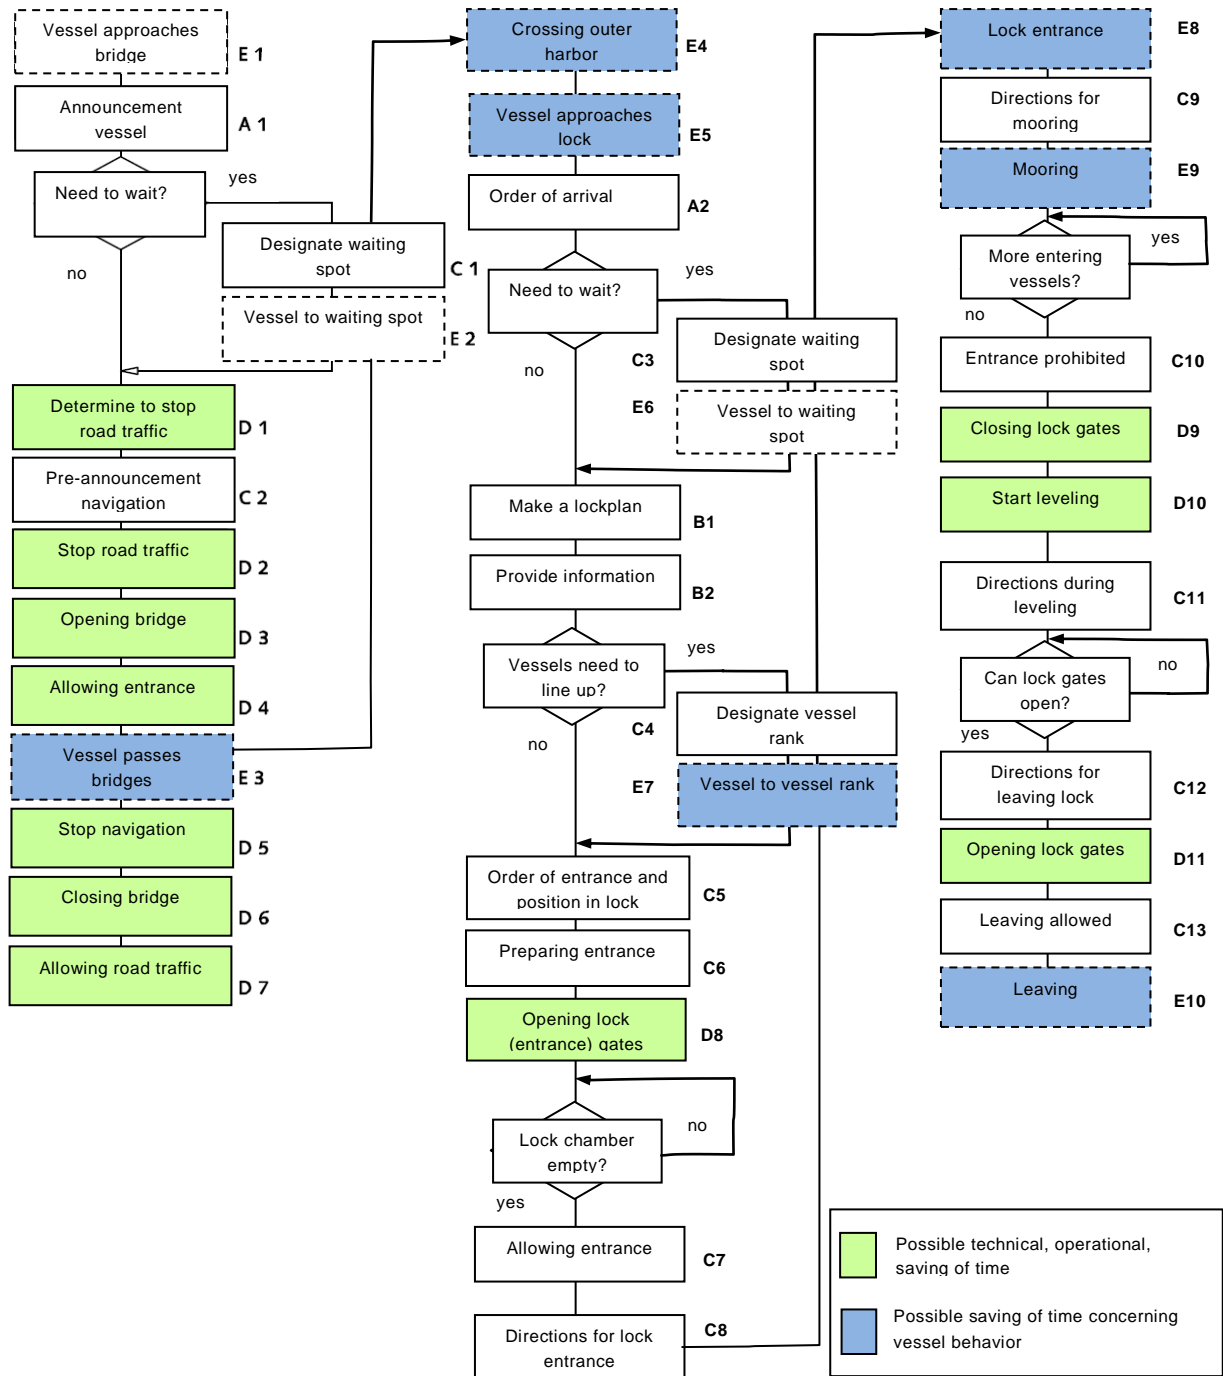 Vessel approaches
bridge
E 1
Announcement
vessel
A 1
Need to wait?
yes
no
Designate waiting
spot
C 1
Vessel to waiting spot
E 2
Determine to stop
road traffic
D 1
Pre-announcement
navigation
C 2
Stop road traffic
D 2
Opening bridge
D 3
Allowing entrance
D 4
Vessel passes
bridges
E 3
Stop navigation
D 5
Closing bridge
D 6
Allowing road traffic
D 7
Crossing outer
harbor
E4
Vessel approaches
lock
E5
Order of arrival
A2
Need to wait?
yes
no
Designate waiting
spot
C3
Vessel to waiting
spot
E6
Make a lockplan
B1
Provide information
B2
Vessels need to
line up?
yes
no
Designate vessel
rank
C4
Vessel to vessel rank
E7
Order of entrance and
position in lock
C5
Preparing entrance
C6
Opening lock
(entrance) gates
D8
Lock chamber
empty?
no
yes
Allowing entrance
C7
Directions for lock
entrance
C8
Lock entrance
E8
Directions for
mooring
C9
Mooring
E9
More entering
vessels?
yes
no
Entrance prohibited
C10
Closing lock gates
D9
Start leveling
D10
Directions during
leveling
C11
Can lock gates
open?
no
yes
Directions for
leaving lock
C12
Opening lock gates
D11
Leaving allowed
C13
Leaving
E10
Possible technical, operational,
saving of time
Possible saving of time concerning
vessel behavior